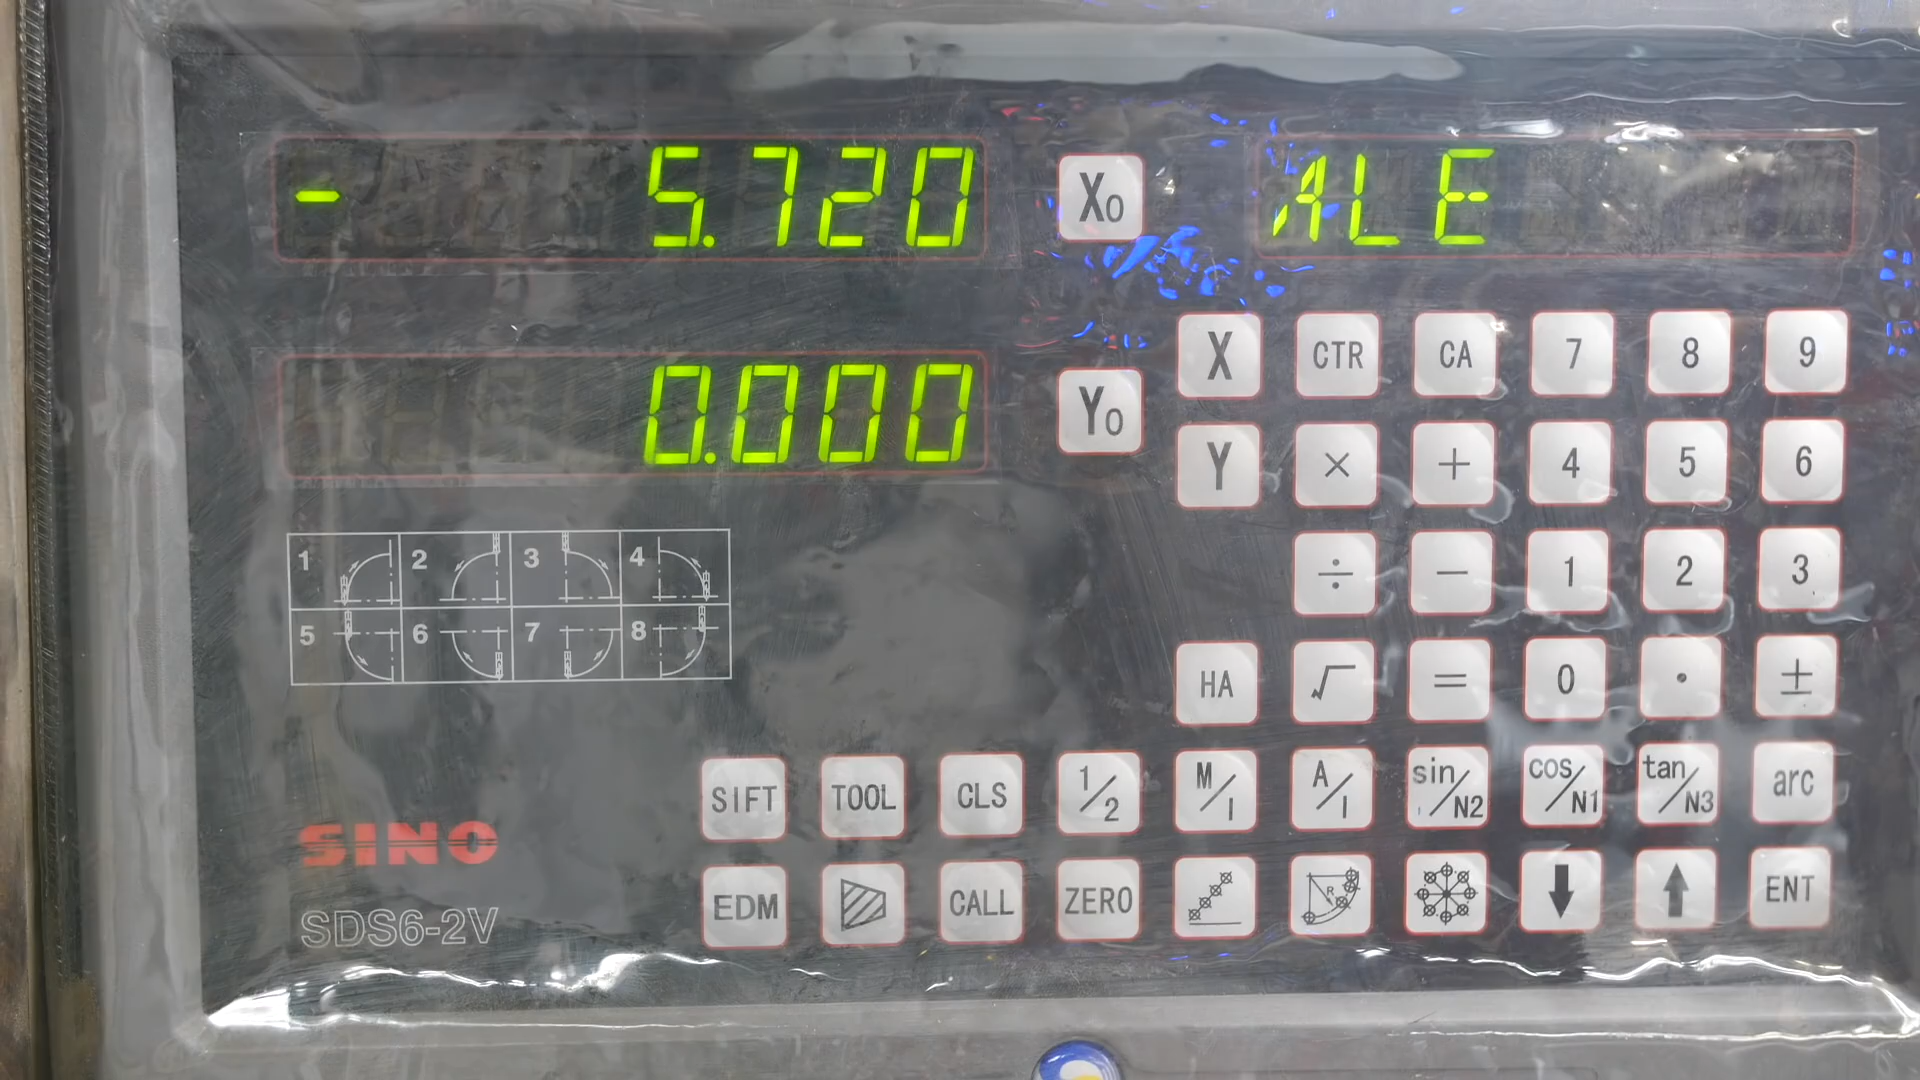 - 5.720
X0
ALE
0.000
Y0
X CTR CA 7 8 9
Y × + 4 5 6
÷ − 1 2 3
HA √ = 0 • ±
1 2 3 4
5 6 7 8
SIFT TOOL CLS 1/2 M/I A/I sin/N2 cos/N1 tan/N3 arc
EDM CALL ZERO R ENT
SINO
SDS6-2V